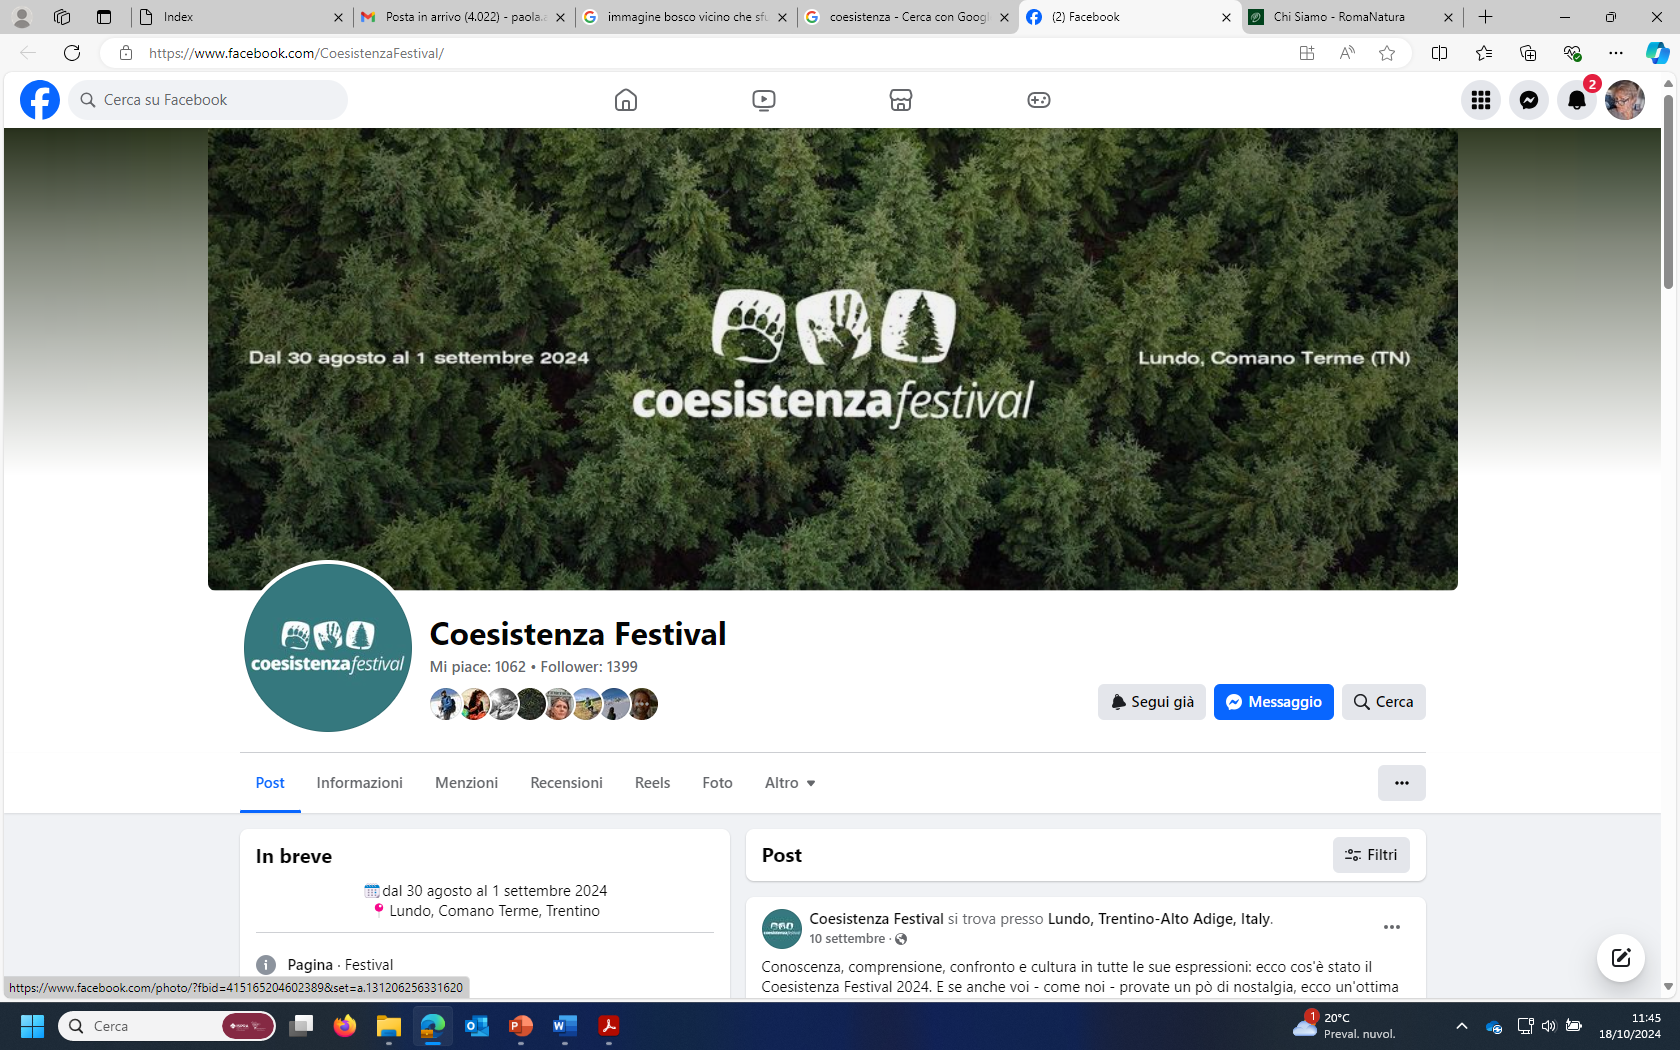 Index
Posta in arrivo (4.022) - paola.a
immagine bosco vicino che sfu
coesistenza - Cerca con Google
(2) Facebook
Chi Siamo - RomaNatura
https://www.facebook.com/CoesistenzaFestival/
Cerca su Facebook
2
Dal 30 agosto al 1 settembre 2024
Lundo, Comano Terme (TN)
coesistenzafestival
coesistenzafestival
Coesistenza Festival
Mi piace: 1062 • Follower: 1399
Segui già
Messaggio
Cerca
Post
Informazioni
Menzioni
Recensioni
Reels
Foto
Altro
In breve
dal 30 agosto al 1 settembre 2024
Lundo, Comano Terme, Trentino
Pagina · Festival
Post
Filtri
Coesistenza Festival si trova presso Lundo, Trentino-Alto Adige, Italy.
10 settembre ·
Conoscenza, comprensione, confronto e cultura in tutte le sue espressioni: ecco cos'è stato il
Coesistenza Festival 2024. E se anche voi - come noi - provate un pò di nostalgia, ecco un'ottima
https://www.facebook.com/photo/?fbid=415165204602389&set=a.131206256331620
Cerca
1
20°C
Preval. nuvol.
11:45
18/10/2024